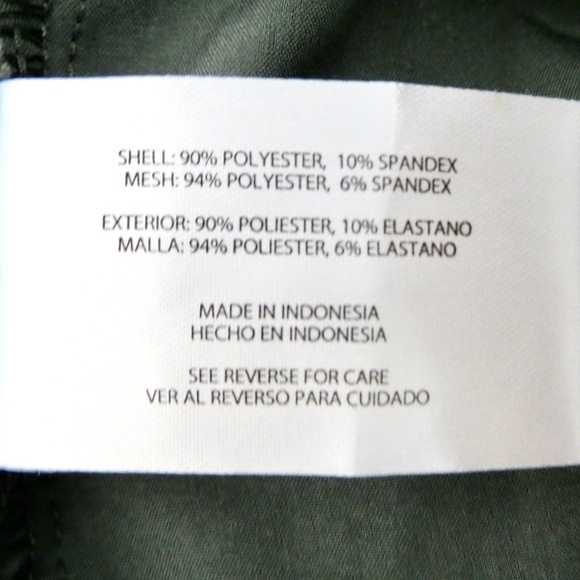 SHELL: 90% POLYESTER, 10% SPANDEX
MESH: 94% POLYESTER, 6% SPANDEX
EXTERIOR: 90% POLIESTER, 10% ELASTANO
MALLA: 94% POLIESTER, 6% ELASTANO
MADE IN INDONESIA
HECHO EN INDONESIA
SEE REVERSE FOR CARE
VER AL REVERSO PARA CUIDADO